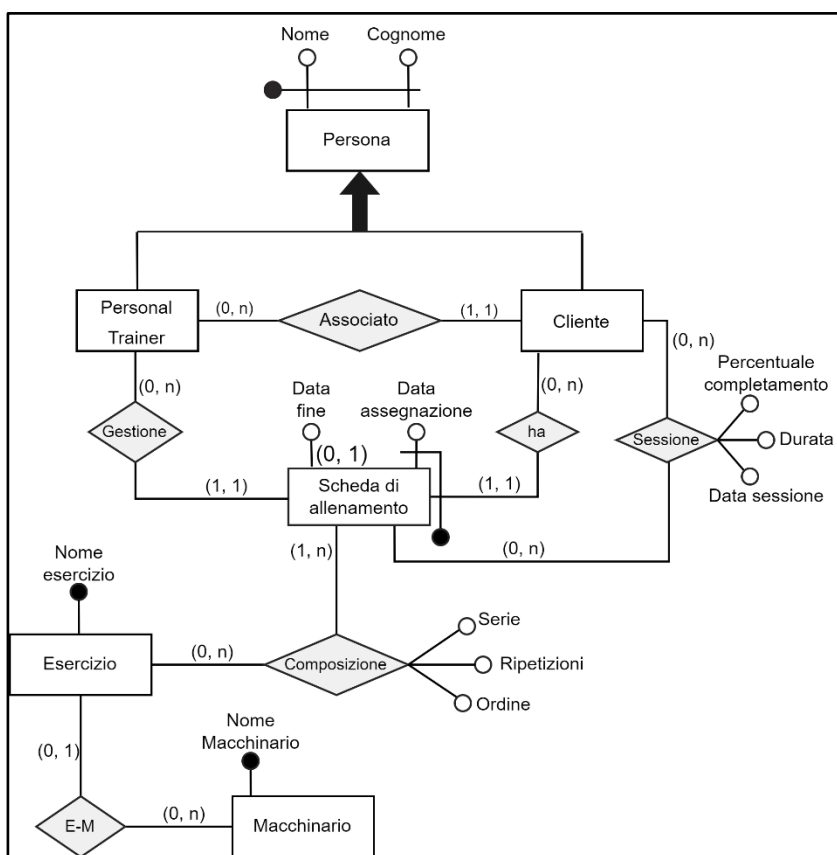 Nome
Cognome
Persona
Personal
Trainer
(0, n)
Associato
(1, 1)
Cliente
(0, n)
(0, n)
(0, n)
Percentuale
completamento
Data
fine
Data
assegnazione
Gestione
ha
Sessione
Durata
(0, 1)
Data sessione
(1, 1)
Scheda di
allenamento
(1, 1)
(1, n)
(0, n)
Nome
esercizio
Serie
Esercizio
(0, n)
Composizione
Ripetizioni
Ordine
Nome
Macchinario
(0, 1)
E-M
(0, n)
Macchinario